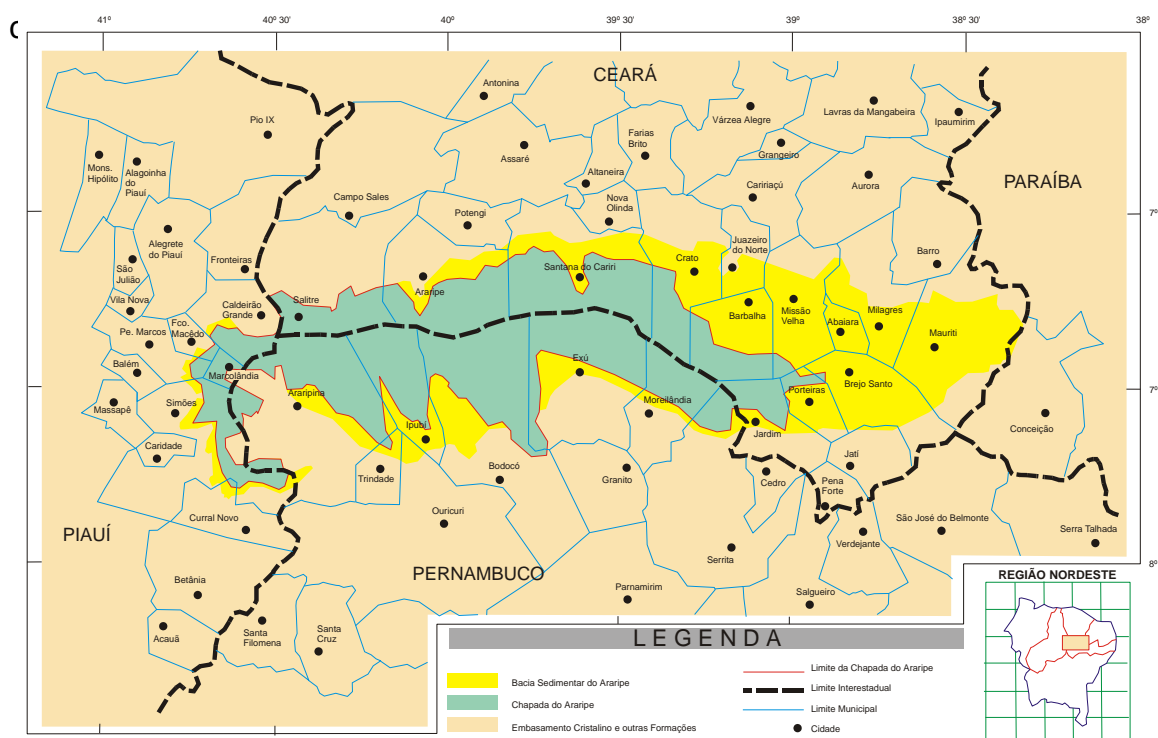 41°
40° 30'
40°
39° 30'
39°
38° 30'
38°
C
CEARÁ
Antonina
Lavras da Mangabeira
Várzea Alegre
Ipaumirim
Pio IX
Farias
Brito
Assaré
Grangeiro
Mons.
Hipólito
Alagoinha
do
Piauí
Altaneira
Aurora
PARAÍBA
Caririaçú
Campo Sales
Nova
Olinda
7°
Potengi
7°
Alegrete
do Piauí
Juazeiro
do Norte
Barro
Fronteiras
Crato
São
Julião
Santana do Cariri
Araripe
Vila Nova
Salitre
Caldeirão
Grande
Barbalha
Missão
Velha
Milagres
Abaiara
Pe. Marcos
Fco.
Macêdo
Mauriti
Exú
Balém
Marcolândia
Brejo Santo
Porteiras
7°
Araripina
Moreilândia
Massapê
Simões
Conceição
Ipubi
Jardim
Caridade
Jatí
Bodocó
Trindade
Granito
Cedro
Pena
Forte
Ouricuri
Curral Novo
São José do Belmonte
Serra Talhada
PIAUÍ
Verdejante
Serrita
8°
PERNAMBUCO
Betânia
Parnamirim
Salgueiro
REGIÃO NORDESTE
Acauã
Santa
Filomena
Santa
Cruz
LEGENDA
Bacia Sedimentar do Araripe
Chapada do Araripe
Embasamento Cristalino e outras Formações
Limite da Chapada do Araripe
Limite Interestadual
Limite Municipal
Cidade